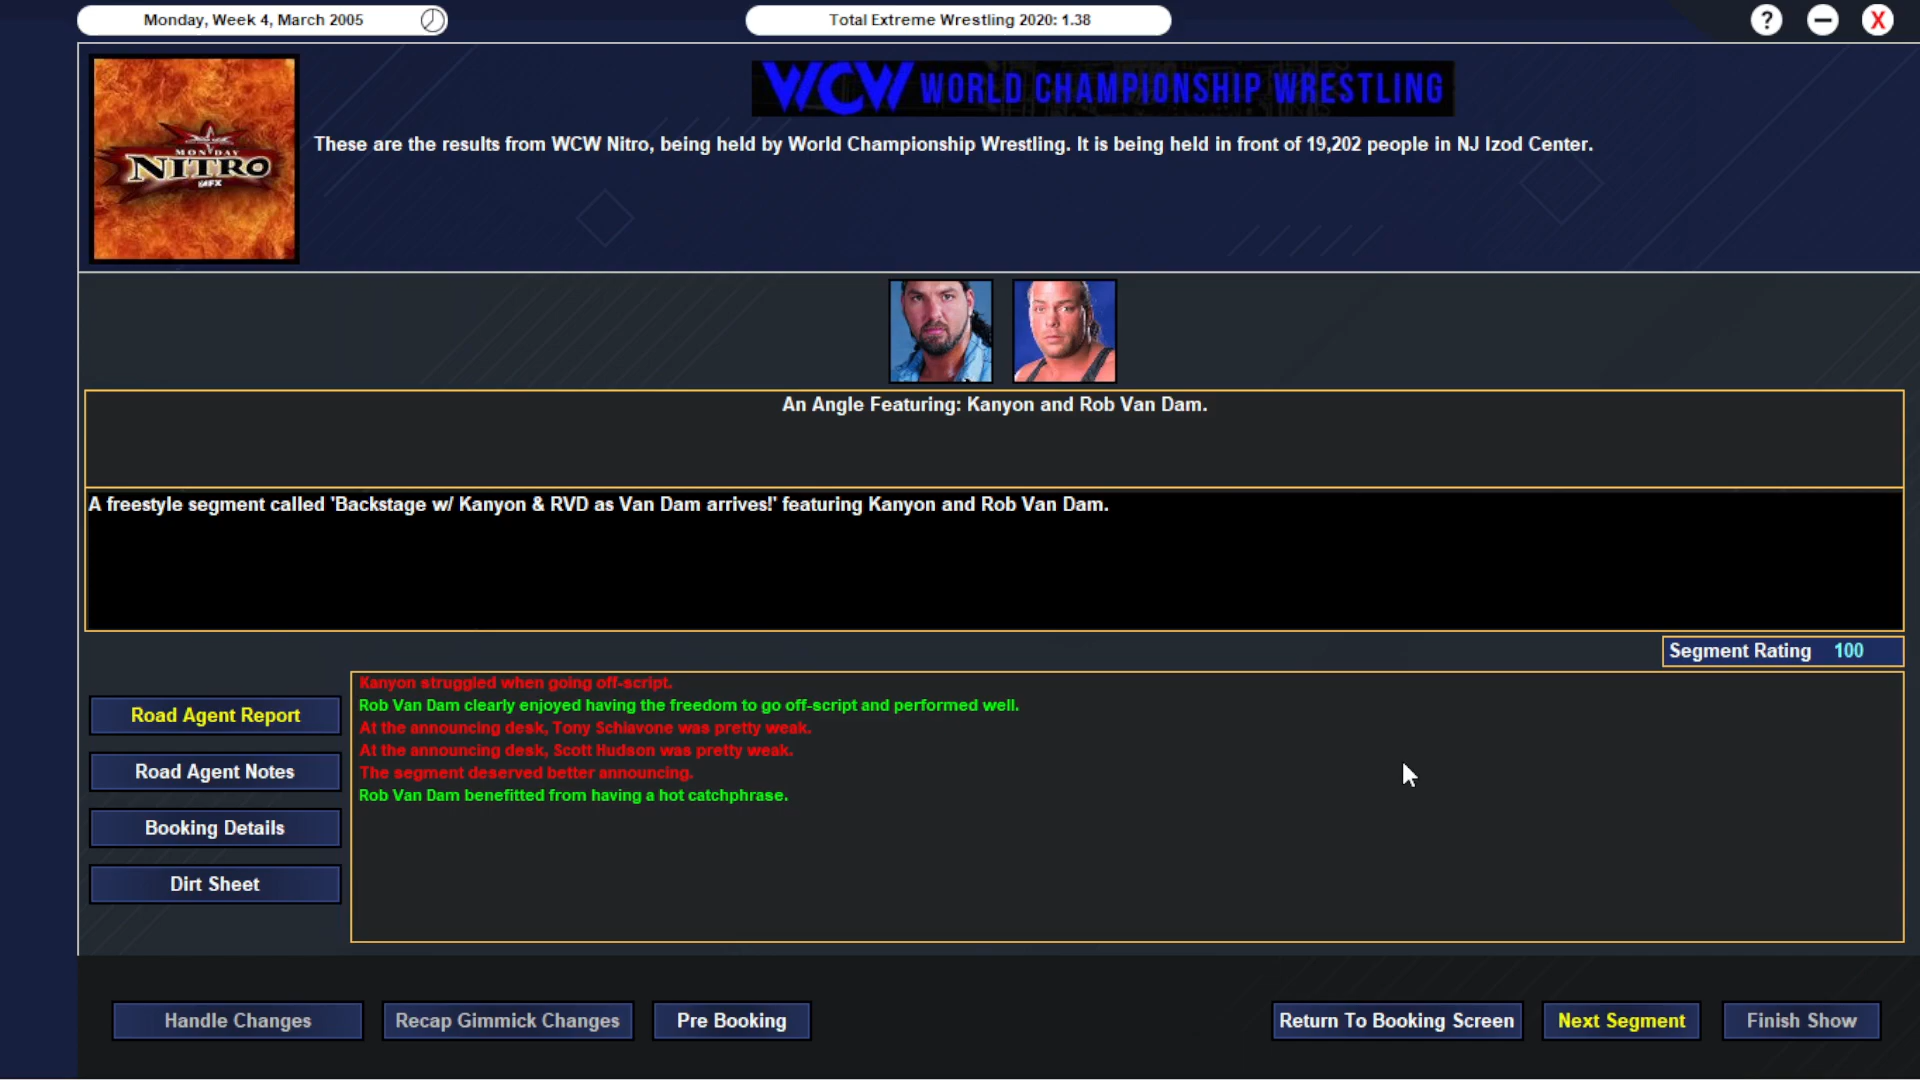 Monday, Week 4, March 2005
Total Extreme Wrestling 2020: 1.38
?
X
WCW WORLD CHAMPIONSHIP WRESTLING
MONDAY
NITRO
These are the results from WCW Nitro, being held by World Championship Wrestling. It is being held in front of 19,202 people in NJ Izod Center.
An Angle Featuring: Kanyon and Rob Van Dam.
A freestyle segment called 'Backstage w/ Kanyon & RVD as Van Dam arrives!' featuring Kanyon and Rob Van Dam.
Segment Rating 100
Road Agent Report
Road Agent Notes
Booking Details
Dirt Sheet
Kanyon struggled when going off-script.
Rob Van Dam clearly enjoyed having the freedom to go off-script and performed well.
At the announcing desk, Tony Schiavone was pretty weak.
At the announcing desk, Scott Hudson was pretty weak.
The segment deserved better announcing.
Rob Van Dam benefitted from having a hot catchphrase.
Handle Changes
Recap Gimmick Changes
Pre Booking
Return To Booking Screen
Next Segment
Finish Show